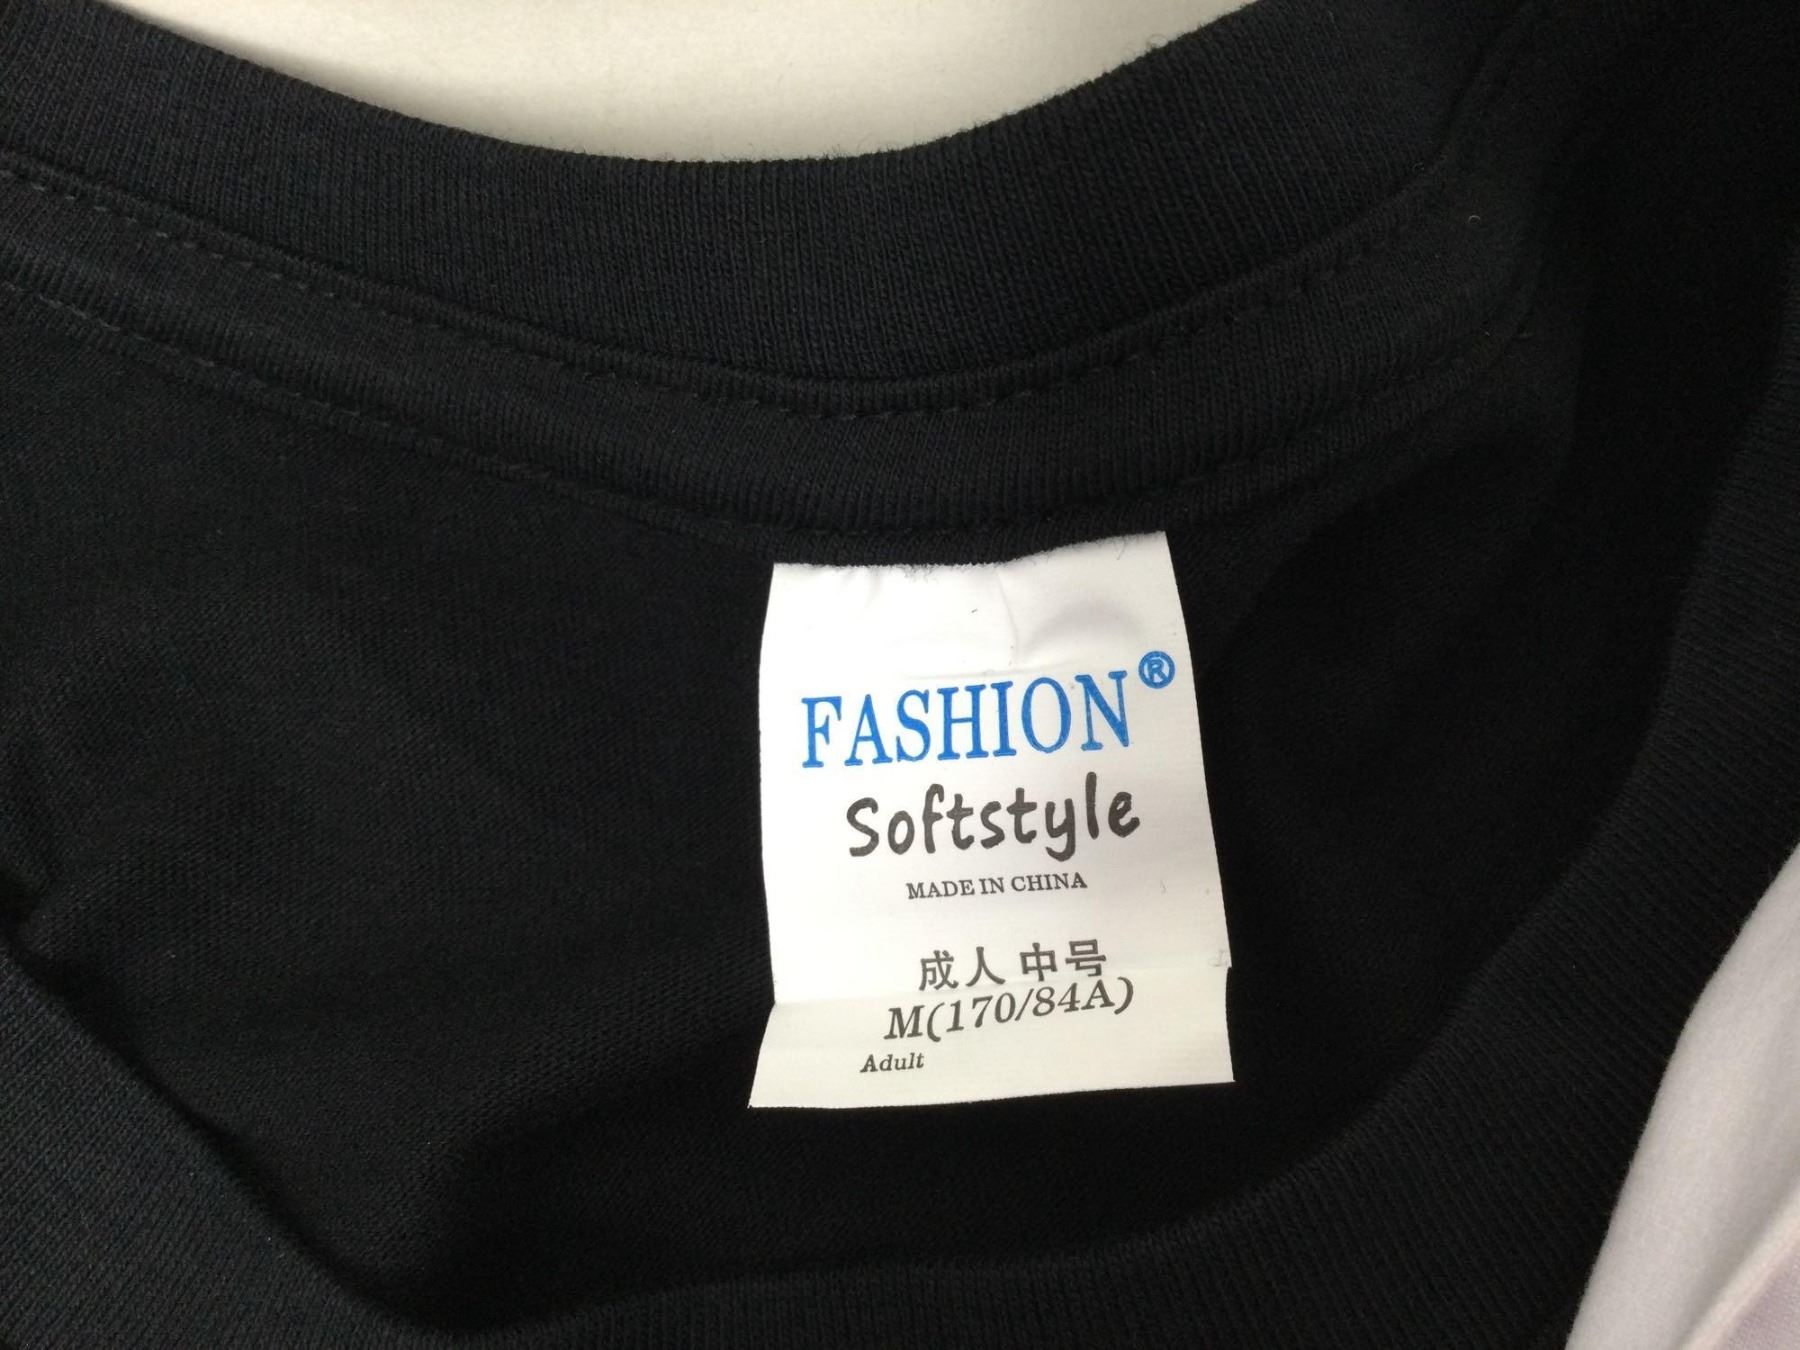 FASHION®
Softstyle
MADE IN CHINA
成人 中号
M(170/84A)
Adult